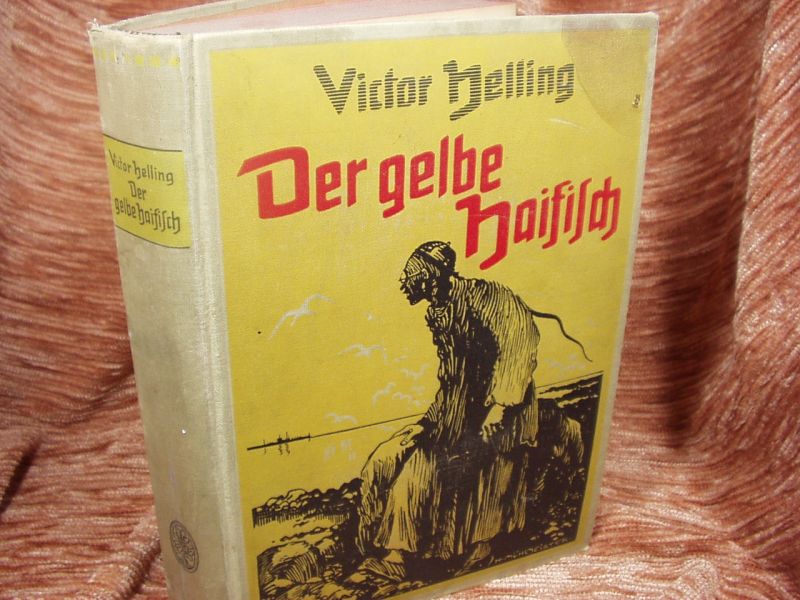 Victor Helling
Der gelbe
Haifiſch
Victor Helling
Der
gelbe Haifiſch